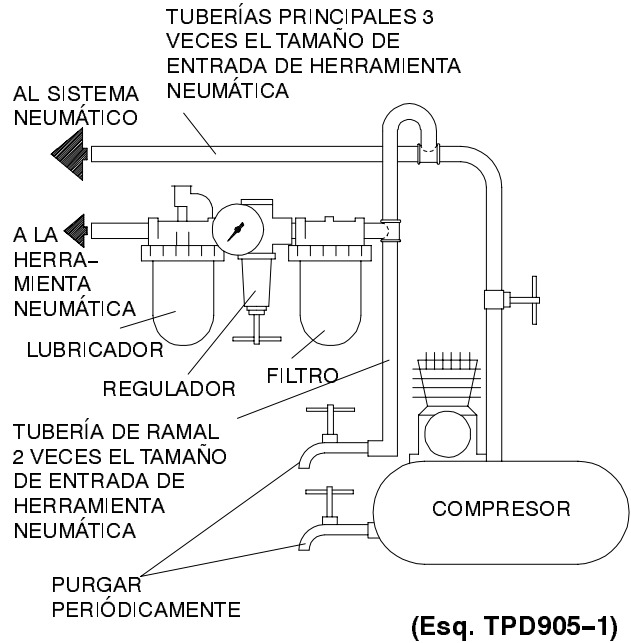 TUBERÍAS PRINCIPALES 3
VECES EL TAMAÑO DE
ENTRADA DE HERRAMIENTA
NEUMÁTICA
AL SISTEMA
NEUMÁTICO
A LA
HERRA–
MIENTA
NEUMÁTICA
LUBRICADOR
REGULADOR
FILTRO
TUBERÍA DE RAMAL
2 VECES EL TAMAÑO
DE ENTRADA DE
HERRAMIENTA
NEUMÁTICA
COMPRESOR
PURGAR
PERIÓDICAMENTE
(Esq. TPD905–1)